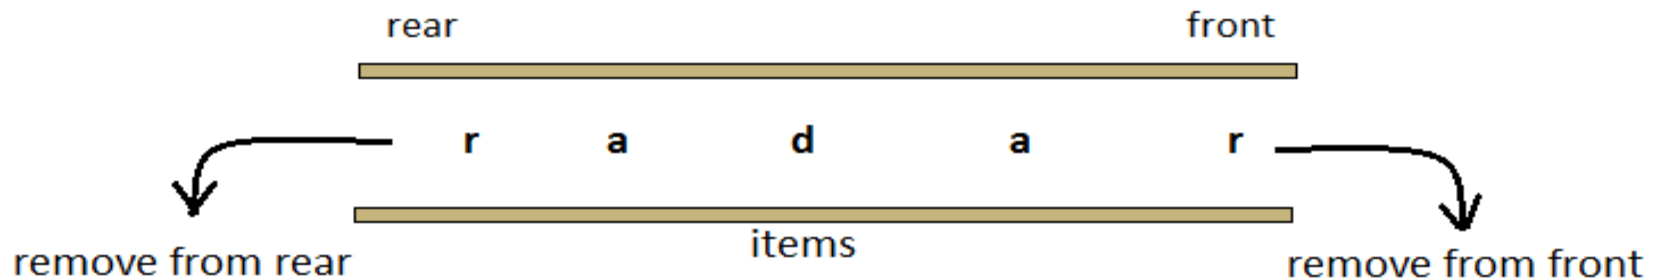 rear front
r a d a r
items
remove from rear remove from front